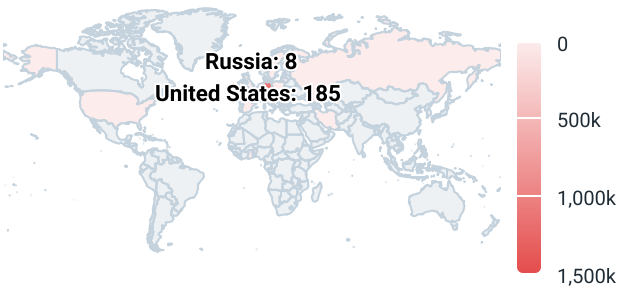 Russia: 8
United States: 185
0
500k
1,000k
1,500k